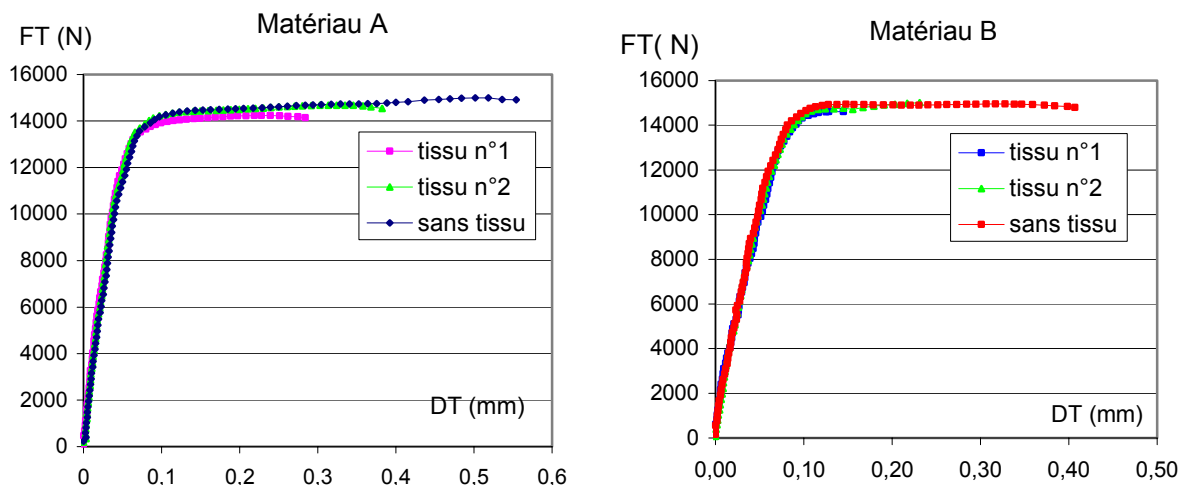 Matériau A
FT (N)
16000
14000
12000
10000
8000
6000
4000
2000
0
0
0,1
0,2
0,3
0,4
0,5
0,6
DT (mm)
tissu n°1
tissu n°2
sans tissu
Matériau B
FT( N)
16000
14000
12000
10000
8000
6000
4000
2000
0
0,00
0,10
0,20
0,30
0,40
0,50
DT (mm)
tissu n°1
tissu n°2
sans tissu